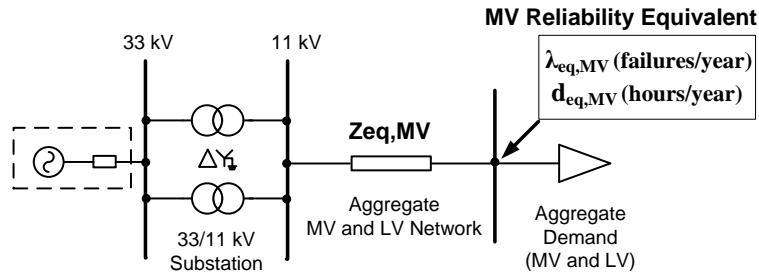 MV Reliability Equivalent
33 kV
11 kV
λeq,MV (failures/year)
deq,MV (hours/year)
Zeq,MV
Aggregate
MV and LV Network
Aggregate
Demand
(MV and LV)
33/11 kV
Substation